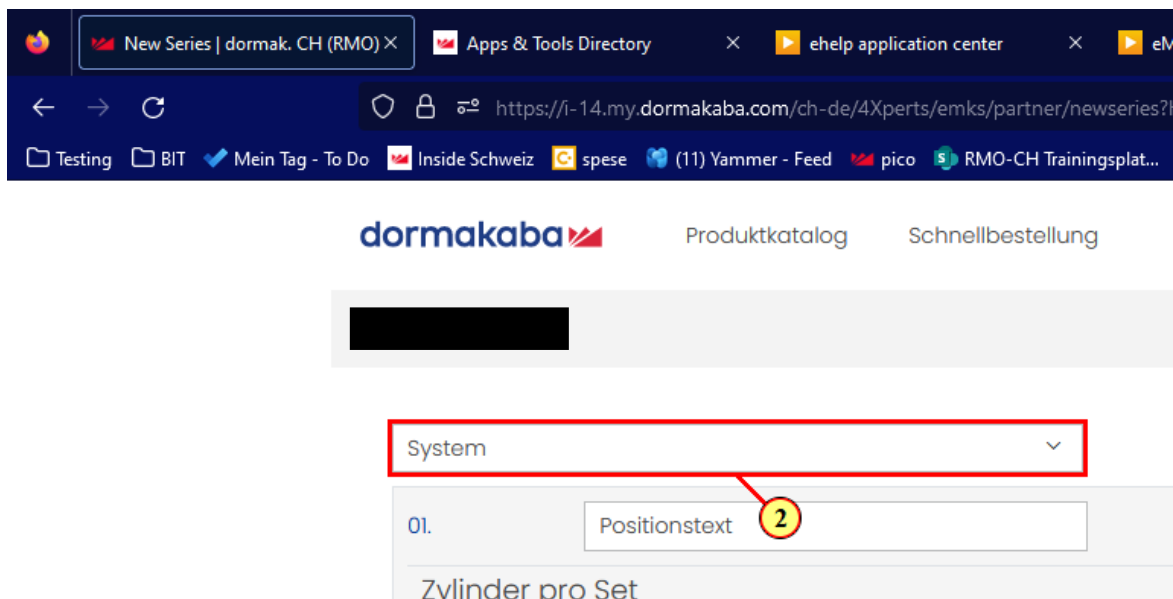 New Series | dormak. CH (RMO)
Apps & Tools Directory
ehelp application center
https://i-14.my.dormakaba.com/ch-de/4Xperts/emks/partner/newseries?
Testing
BIT
Mein Tag - To Do
Inside Schweiz
spese
(11) Yammer - Feed
pico
RMO-CH Trainingsplat...
dormakaba
Produktkatalog
Schnellbestellung
System
01.
Positionstext
2
Zylinder pro Set